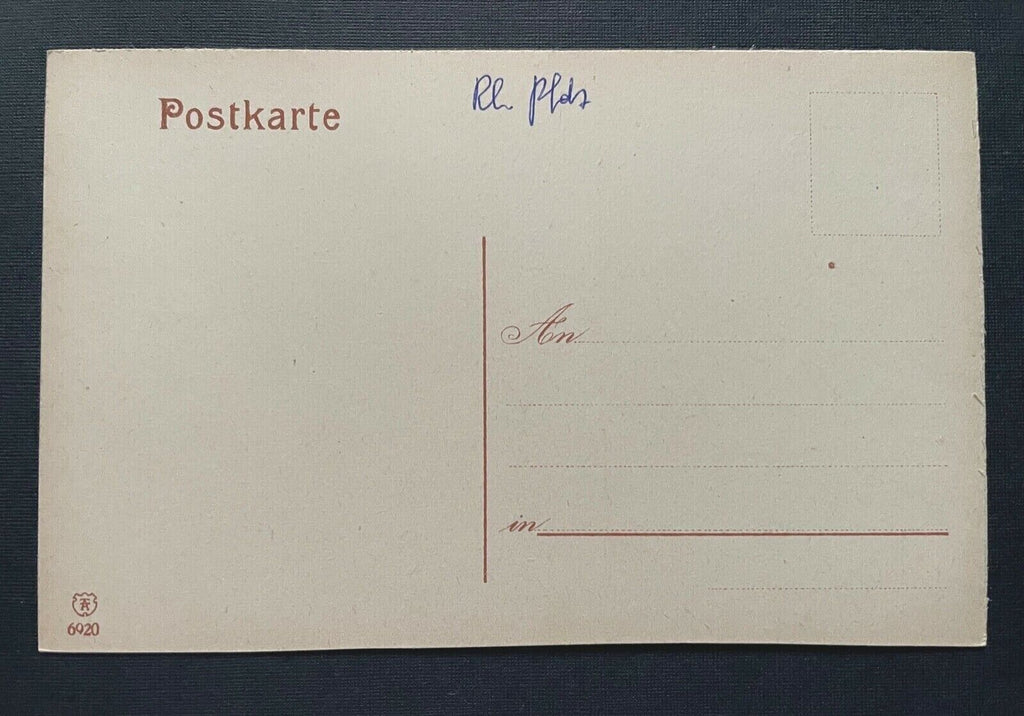 Postkarte
Rh. Pfalz
An
in
6920